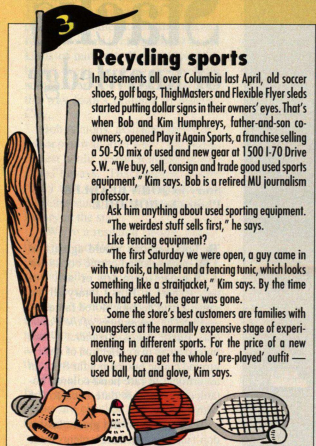 3
Recycling sports
In basements all over Columbia last April, old soccer
shoes, golf bags, ThighMasters and Flexible Flyer sleds
started putting dollar signs in their owners' eyes. That's
when Bob and Kim Humphreys, father-and-son co-
owners, opened Play it Again Sports, a franchise selling
a 50-50 mix of used and new gear at 1500 I-70 Drive
S.W. "We buy, sell, consign and trade good used sports
equipment," Kim says. Bob is a retired MU journalism
professor.
Ask him anything about used sporting equipment.
"The weirdest stuff sells first," he says.
Like fencing equipment?
"The first Saturday we were open, a guy came in
with two foils, a helmet and a fencing tunic, which looks
something like a straitjacket," Kim says. By the time
lunch had settled, the gear was gone.
Some the store's best customers are families with
youngsters at the normally expensive stage of experi-
menting in different sports. For the price of a new
glove, they can get the whole 'pre-played' outfit —
used ball, bat and glove, Kim says.